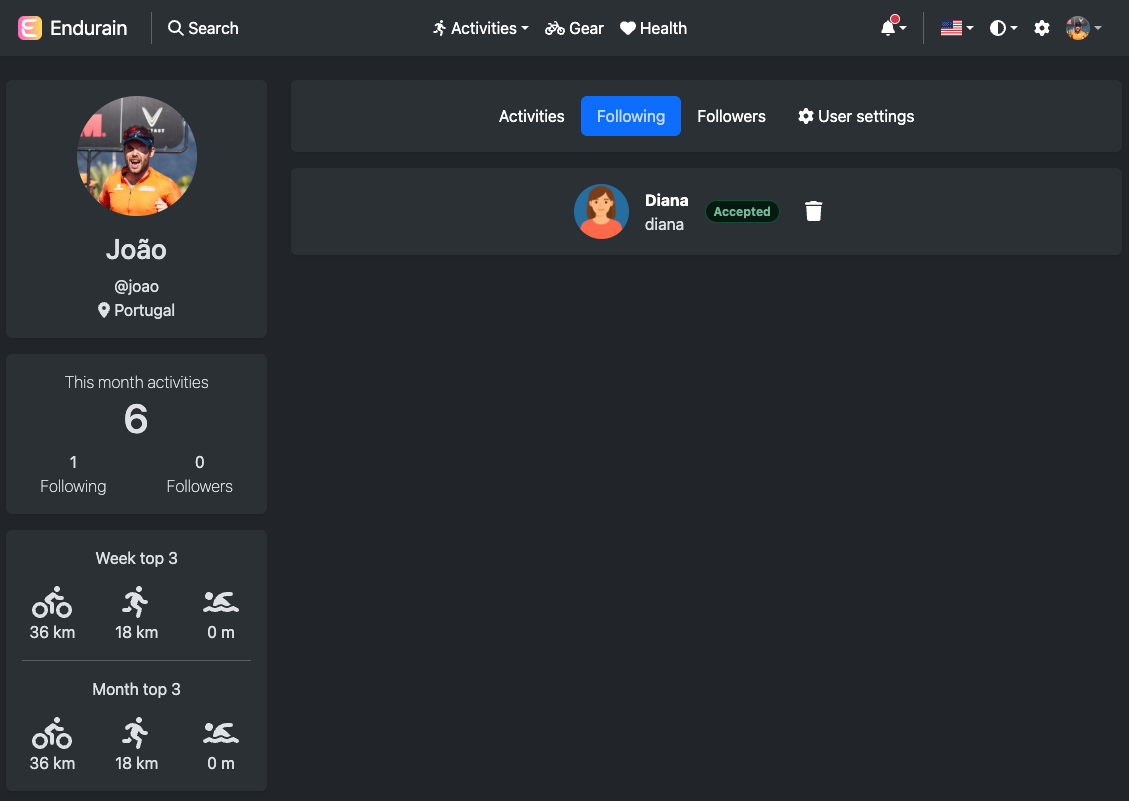 Endurain
Search
Activities
Gear
Health
João
@joao
Portugal
This month activities
6
1
Following
0
Followers
Week top 3
36 km
18 km
0 m
Month top 3
36 km
18 km
0 m
Activities
Following
Followers
User settings
Diana
diana
Accepted